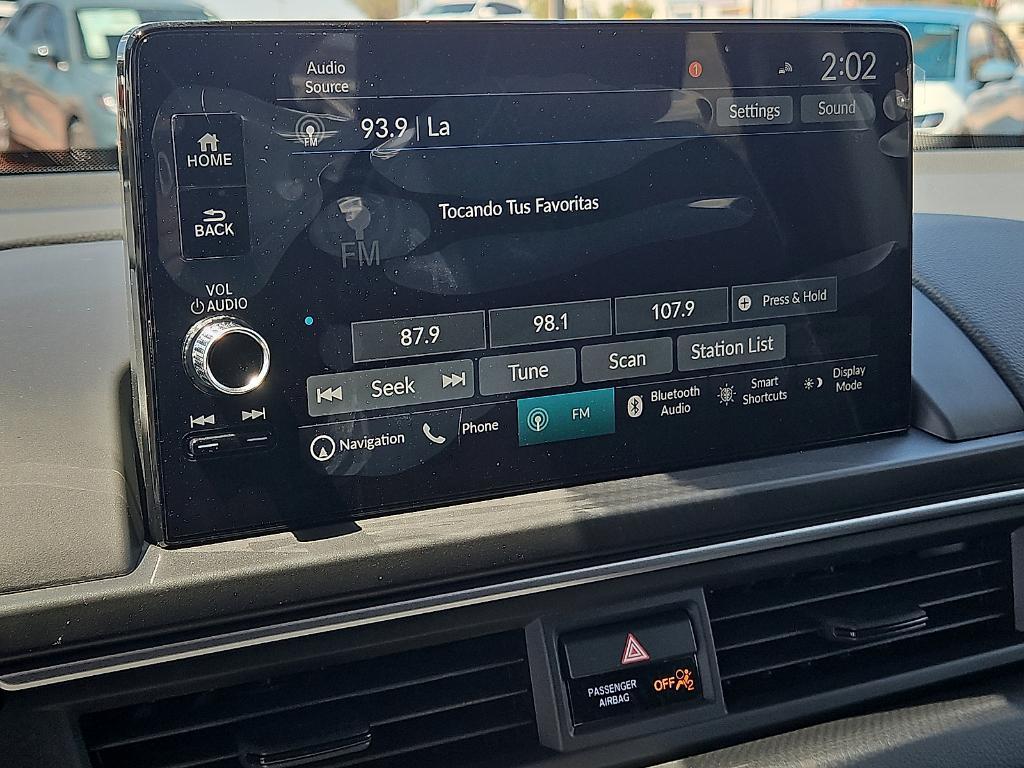 Audio
Source
1
2:02
FM
93.9 | La
Settings
Sound
HOME
BACK
Tocando Tus Favoritas
FM
VOL
AUDIO
87.9
98.1
107.9
Press & Hold
Seek
Tune
Scan
Station List
Navigation
Phone
FM
Bluetooth
Audio
Smart
Shortcuts
Display
Mode
PASSENGER
AIRBAG
OFF
2